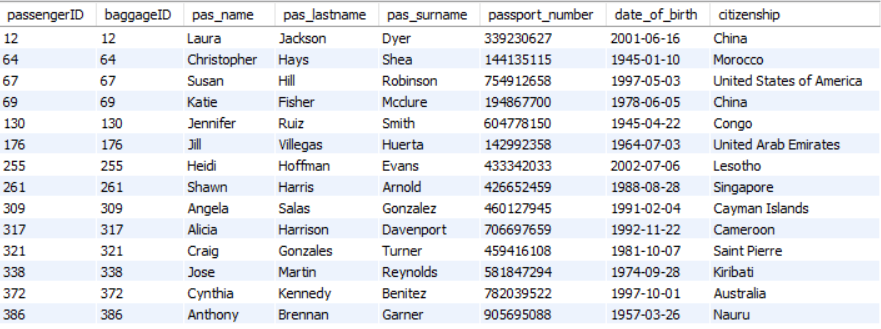 passengerID baggageID pas_name pas_lastname pas_surname passport_number date_of_birth citizenship
12 12 Laura Jackson Dyer 339230627 2001-06-16 China
64 64 Christopher Hays Shea 144135115 1945-01-10 Morocco
67 67 Susan Hill Robinson 754912658 1997-05-03 United States of America
69 69 Katie Fisher Mcclure 194867700 1978-06-05 China
130 130 Jennifer Ruiz Smith 604778150 1945-04-22 Congo
176 176 Jill Villegas Huerta 142992358 1964-07-03 United Arab Emirates
255 255 Heidi Hoffman Evans 433342033 2002-07-06 Lesotho
261 261 Shawn Harris Arnold 426652459 1988-08-28 Singapore
309 309 Angela Salas Gonzalez 460127945 1991-02-04 Cayman Islands
317 317 Alicia Harrison Davenport 706697659 1992-11-22 Cameroon
321 321 Craig Gonzales Turner 459416108 1981-10-07 Saint Pierre
338 338 Jose Martin Reynolds 581847294 1974-09-28 Kiribati
372 372 Cynthia Kennedy Benitez 782039522 1997-10-01 Australia
386 386 Anthony Brennan Garner 905695088 1957-03-26 Nauru